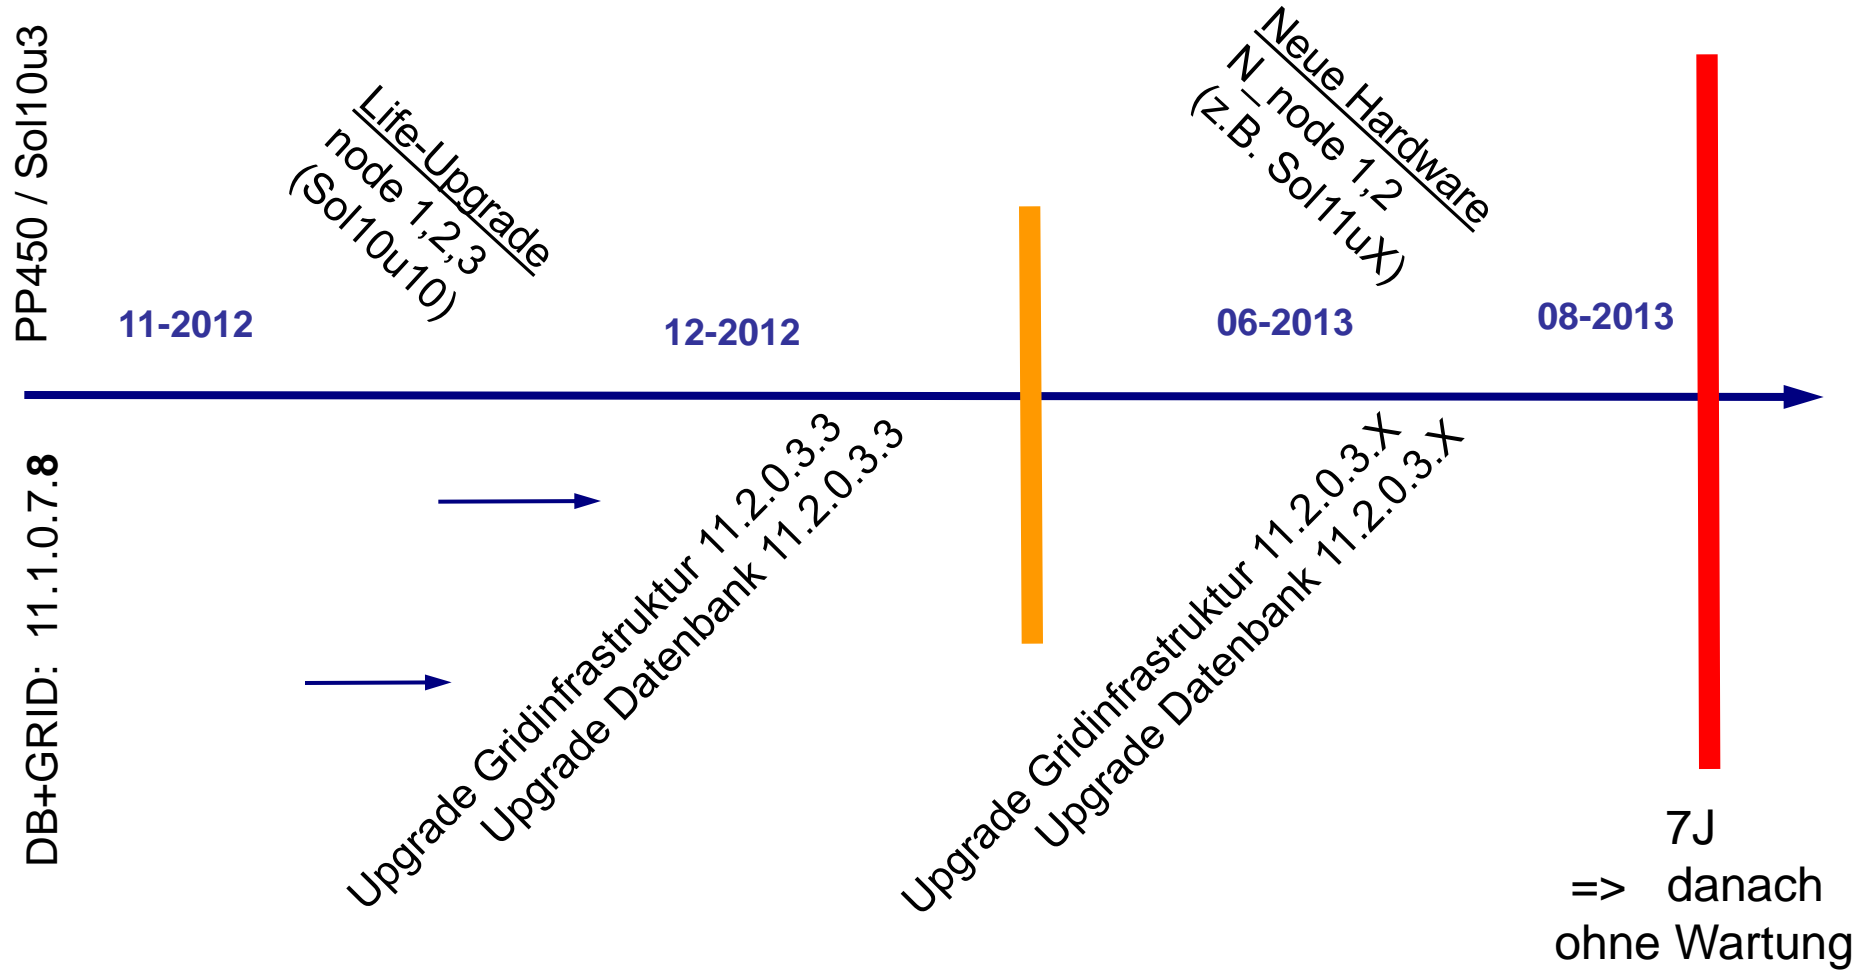 PP450 / Sol10u3
Life-Upgrade
node 1,2,3
(Sol10u10)
Neue Hardware
N_node 1,2
(z.B. Sol11uX)
11-2012
12-2012
06-2013
08-2013
DB+GRID: 11.1.0.7.8
Upgrade Gridinfrastruktur 11.2.0.3.3
Upgrade Datenbank 11.2.0.3.3
Upgrade Gridinfrastruktur 11.2.0.3.X
Upgrade Datenbank 11.2.0.3.X
7J
=> danach
ohne Wartung